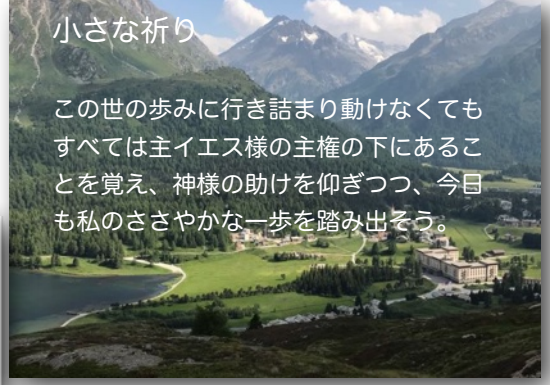 小さな祈り
この世の歩みに行き詰まり動けなくても
すべては主イエス様の主権の下にあるこ
とを覚え、神様の助けを仰ぎつつ、今日
も私のささやかな一歩を踏み出そう。